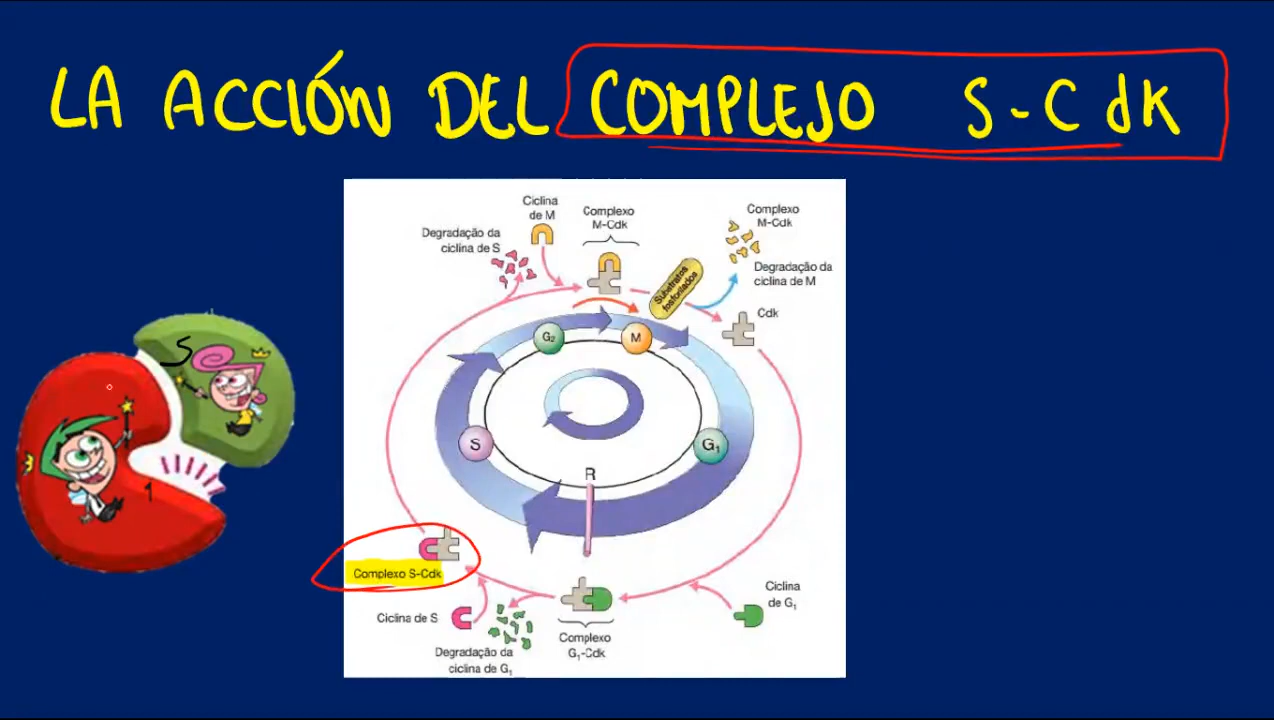 LA ACCIÓN DEL COMPLEJO S-Cdk
Ciclina
de M
Complexo
M-Cdk
Complexo
M-Cdk
Degradação da
ciclina de S
Substratos
fosforilados
Degradação da
ciclina de M
Cdk
G2
M
S
S
G1
R
1
Complexo S-Cdk
Ciclina
de G1
Ciclina de S
Complexo
G1-Cdk
Degradação da
ciclina de G1